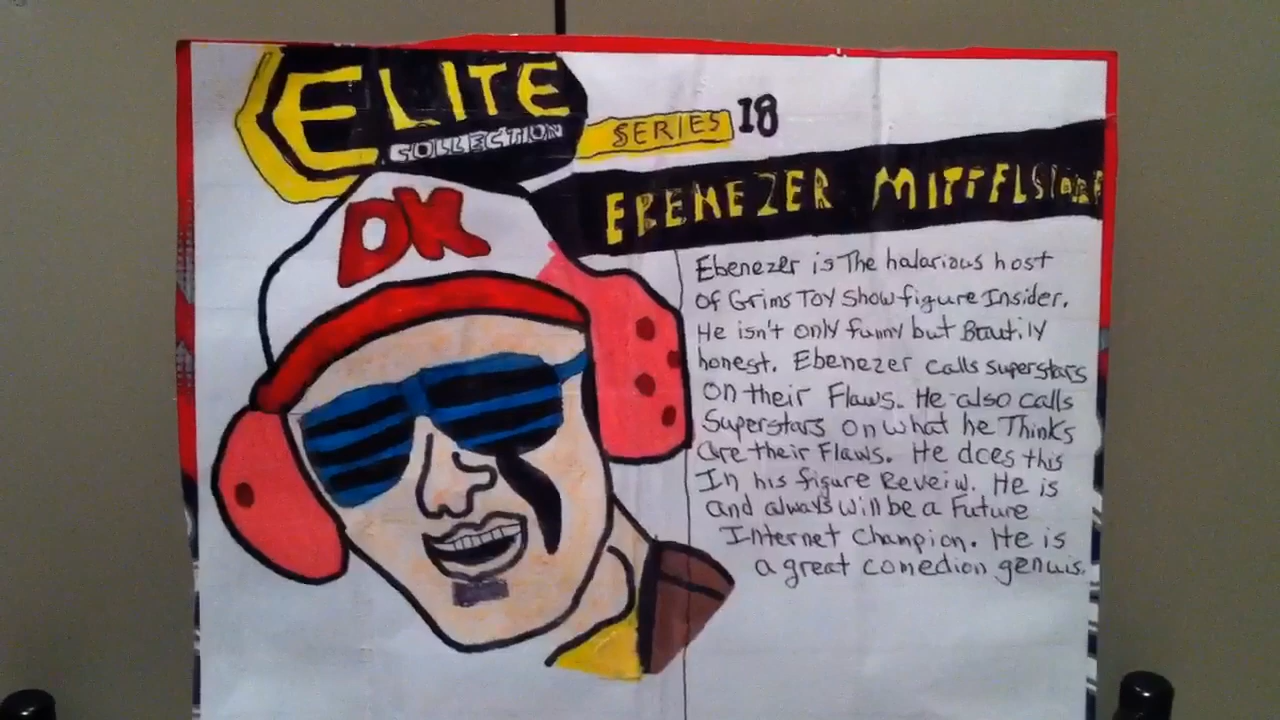 ELITE
COLLECTION
SERIES 18
EBENEZER
DK
Ebenezer is The halarious host
of Grims Toy Show figure Insider.
He isn't only funny but Brutily
honest. Ebenezer calls superstars
on their Flaws. He also calls
Superstars on what he Thinks
are their Flaws. He does this
In his figure Reveiw. He is
and always will be a Future
Internet Champion. He is
a great comedion genuis.